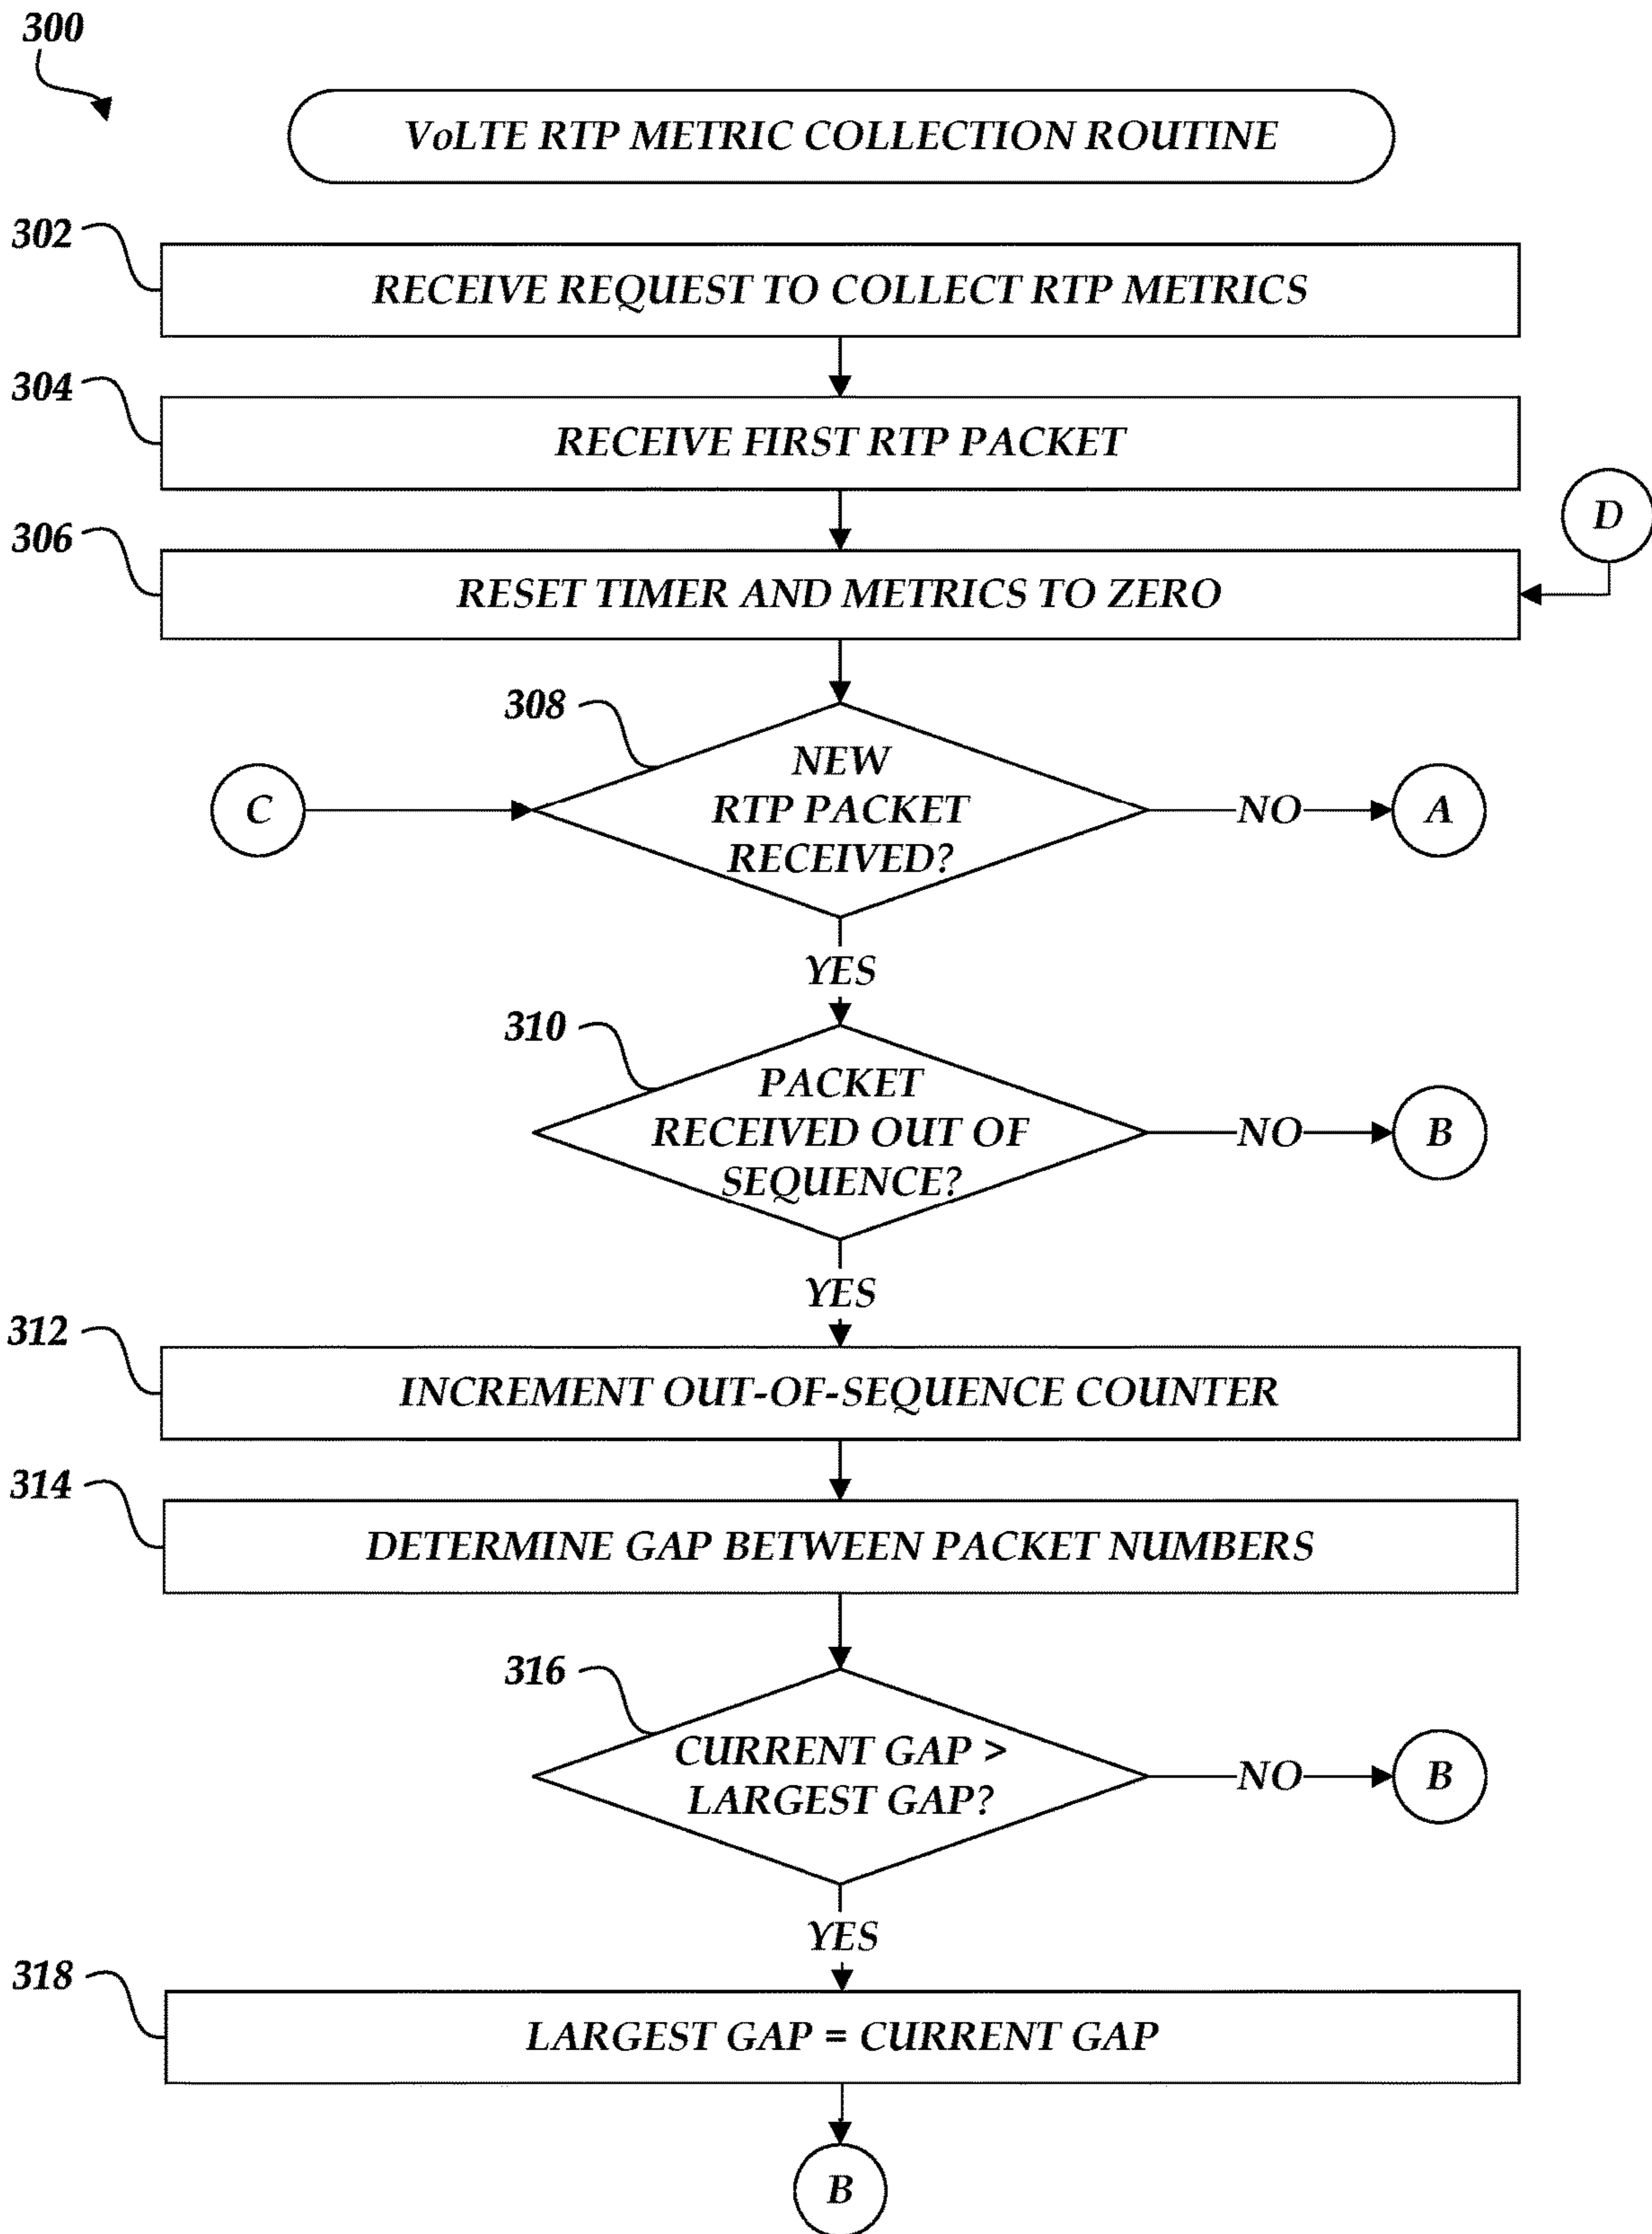 300
VoLTE RTP METRIC COLLECTION ROUTINE
302
RECEIVE REQUEST TO COLLECT RTP METRICS
304
RECEIVE FIRST RTP PACKET
D
306
RESET TIMER AND METRICS TO ZERO
308
NEW
RTP PACKET
RECEIVED?
C
NO
A
YES
310
PACKET
RECEIVED OUT OF
SEQUENCE?
NO
B
YES
312
INCREMENT OUT-OF-SEQUENCE COUNTER
314
DETERMINE GAP BETWEEN PACKET NUMBERS
316
CURRENT GAP >
LARGEST GAP?
NO
B
YES
318
LARGEST GAP = CURRENT GAP
B